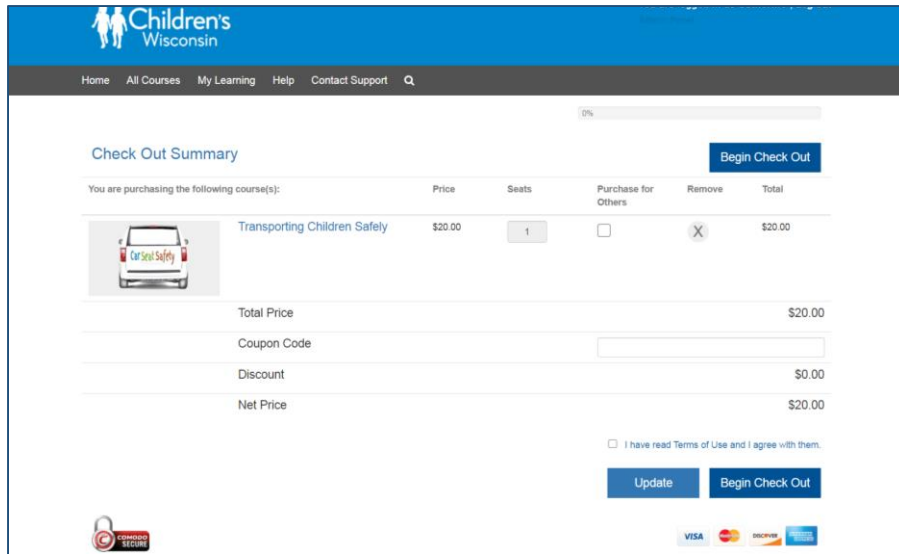 Children's
Wisconsin
Home All Courses My Learning Help Contact Support
0%
Check Out Summary
Begin Check Out
You are purchasing the following course(s): Price Seats Purchase for Others Remove Total
Car Seat Safety
Transporting Children Safely $20.00 1 X $20.00
Total Price $20.00
Coupon Code
Discount $0.00
Net Price $20.00
I have read Terms of Use and I agree with them.
Update Begin Check Out
C COMODO
SECURE
VISA MasterCard DISCOVER